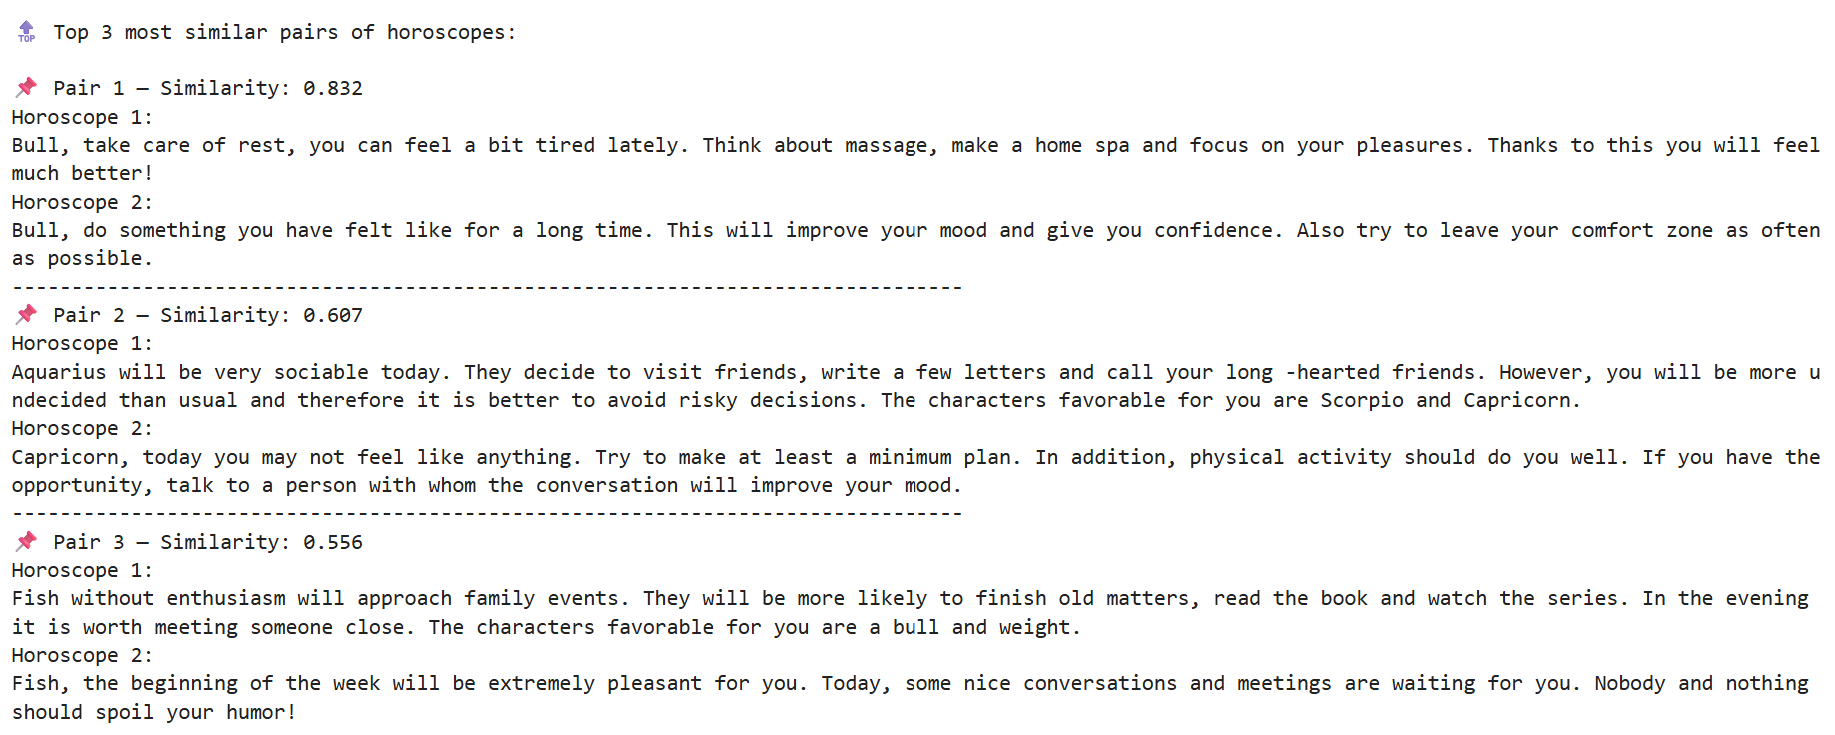 🔝 Top 3 most similar pairs of horoscopes:
📌 Pair 1 — Similarity: 0.832
Horoscope 1:
Bull, take care of rest, you can feel a bit tired lately. Think about massage, make a home spa and focus on your pleasures. Thanks to this you will feel
much better!
Horoscope 2:
Bull, do something you have felt like for a long time. This will improve your mood and give you confidence. Also try to leave your comfort zone as often
as possible.
--------------------------------------------------------------------------------
📌 Pair 2 — Similarity: 0.607
Horoscope 1:
Aquarius will be very sociable today. They decide to visit friends, write a few letters and call your long -hearted friends. However, you will be more u
ndecided than usual and therefore it is better to avoid risky decisions. The characters favorable for you are Scorpio and Capricorn.
Horoscope 2:
Capricorn, today you may not feel like anything. Try to make at least a minimum plan. In addition, physical activity should do you well. If you have the
opportunity, talk to a person with whom the conversation will improve your mood.
--------------------------------------------------------------------------------
📌 Pair 3 — Similarity: 0.556
Horoscope 1:
Fish without enthusiasm will approach family events. They will be more likely to finish old matters, read the book and watch the series. In the evening
it is worth meeting someone close. The characters favorable for you are a bull and weight.
Horoscope 2:
Fish, the beginning of the week will be extremely pleasant for you. Today, some nice conversations and meetings are waiting for you. Nobody and nothing
should spoil your humor!